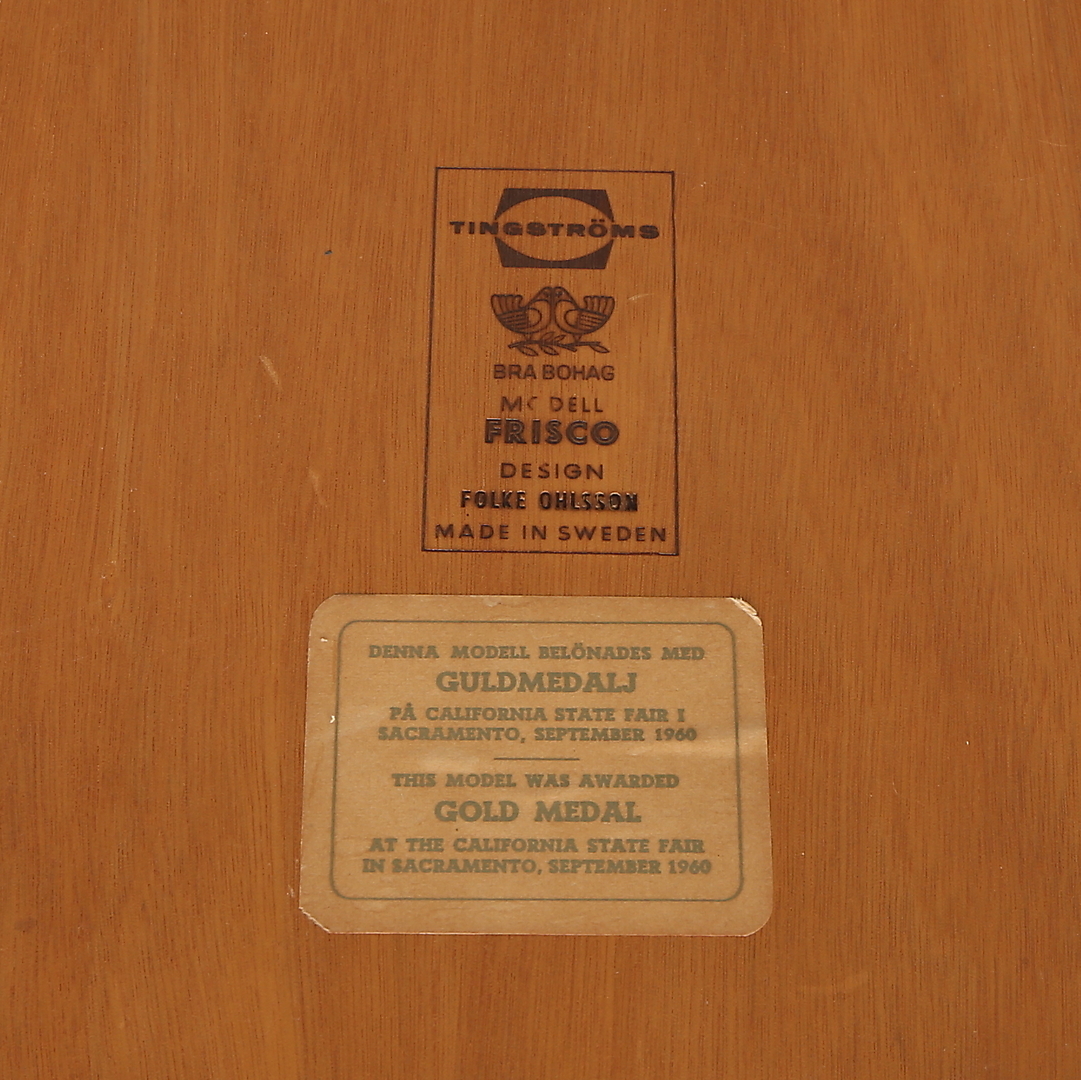 TINGSTRÖMS
BRA BOHAG
MODELL
FRISCO
DESIGN
FOLKE OHLSSON
MADE IN SWEDEN
DENNA MODELL BELÖNADES MED
GULDMEDALJ
PÅ CALIFORNIA STATE FAIR I
SACRAMENTO, SEPTEMBER 1960
THIS MODEL WAS AWARDED
GOLD MEDAL
AT THE CALIFORNIA STATE FAIR
IN SACRAMENTO, SEPTEMBER 1960